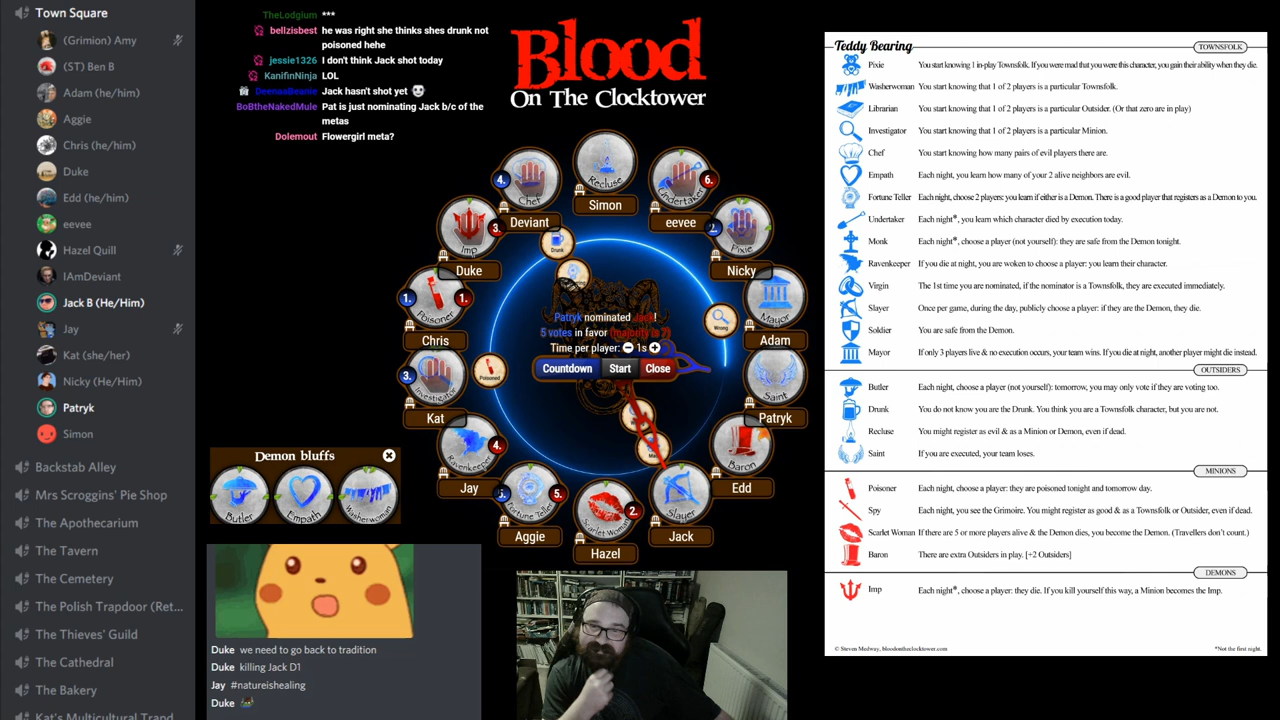 Town Square
(Grimion) Amy
(ST) Ben B
Adam (he/him)
Aggie
Chris (he/him)
Duke
Edd (he/him)
eevee
Hazel Quill
IAmDeviant
Jack B (He/Him)
Jay
Kat (she/her)
Nicky (He/Him)
Patryk
Simon
Backstab Alley
Mrs Scroggins' Pie Shop
The Apothecarium
The Tavern
The Cemetery
The Polish Trapdoor (Ret...
The Thieves' Guild
The Cathedral
The Bakery
Kat's Multicultural Trand
TheLodgium ***
bellzisbest he was right she thinks shes drunk not
poisoned hehe
jessie1326 I don't think Jack shot today
KanifinNinja LOL
DeenaaBeanie Jack hasn't shot yet
BoBtheNakedMule Pat is just nominating Jack b/c of the
metas
Dolemout Flowergirl meta?
Blood
On The Clocktower
Recluse
Simon
6.
Undertaker
eevee
2.
Pixie
Nicky
Mayor
Adam
Saint
Patryk
Baron
Edd
Slayer
Jack
2.
Scarlet Woman
Hazel
5.
Fortune Teller
Aggie
4.
Ravenkeeper
Jay
3.
Investigator
Kat
1.
1.
Poisoner
Chris
3.
Imp
Duke
4.
Chef
Deviant
Drunk
Wrong
Poisoned
Patryk nominated Jack!
5 votes in favor (majority is 7)
Time per player: 1s
Countdown
Start
Close
Demon bluffs
Butler
Empath
Washerwoman
Duke we need to go back to tradition
Duke killing Jack D1
Jay #natureishealing
Duke
Teddy Bearing
TOWNSFOLK
Pixie You start knowing 1 in-play Townsfolk. If you were mad that you were this character, you gain their ability when they die.
Washerwoman You start knowing that 1 of 2 players is a particular Townsfolk.
Librarian You start knowing that 1 of 2 players is a particular Outsider. (Or that zero are in play)
Investigator You start knowing that 1 of 2 players is a particular Minion.
Chef You start knowing how many pairs of evil players there are.
Empath Each night, you learn how many of your 2 alive neighbors are evil.
Fortune Teller Each night, choose 2 players: you learn if either is a Demon. There is a good player that registers as a Demon to you.
Undertaker Each night*, you learn which character died by execution today.
Monk Each night*, choose a player (not yourself): they are safe from the Demon tonight.
Ravenkeeper If you die at night, you are woken to choose a player: you learn their character.
Virgin The 1st time you are nominated, if the nominator is a Townsfolk, they are executed immediately.
Slayer Once per game, during the day, publicly choose a player: if they are the Demon, they die.
Soldier You are safe from the Demon.
Mayor If only 3 players live & no execution occurs, your team wins. If you die at night, another player might die instead.
OUTSIDERS
Butler Each night, choose a player (not yourself): tomorrow, you may only vote if they are voting too.
Drunk You do not know you are the Drunk. You think you are a Townsfolk character, but you are not.
Recluse You might register as evil & as a Minion or Demon, even if dead.
Saint If you are executed, your team loses.
MINIONS
Poisoner Each night, choose a player: they are poisoned tonight and tomorrow day.
Spy Each night, you see the Grimoire. You might register as good & as a Townsfolk or Outsider, even if dead.
Scarlet Woman If there are 5 or more players alive & the Demon dies, you become the Demon. (Travellers don't count.)
Baron There are extra Outsiders in play. [+2 Outsiders]
DEMONS
Imp Each night*, choose a player: they die. If you kill yourself this way, a Minion becomes the Imp.
© Steven Medway, bloodontheclocktower.com
*Not the first night.